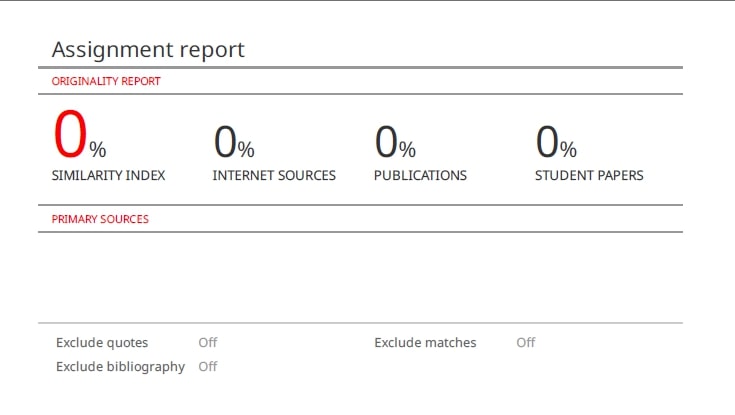 Assignment report
ORIGINALITY REPORT
0% 0% 0% 0%
SIMILARITY INDEX INTERNET SOURCES PUBLICATIONS STUDENT PAPERS
PRIMARY SOURCES
Exclude quotes Off Exclude matches Off
Exclude bibliography Off